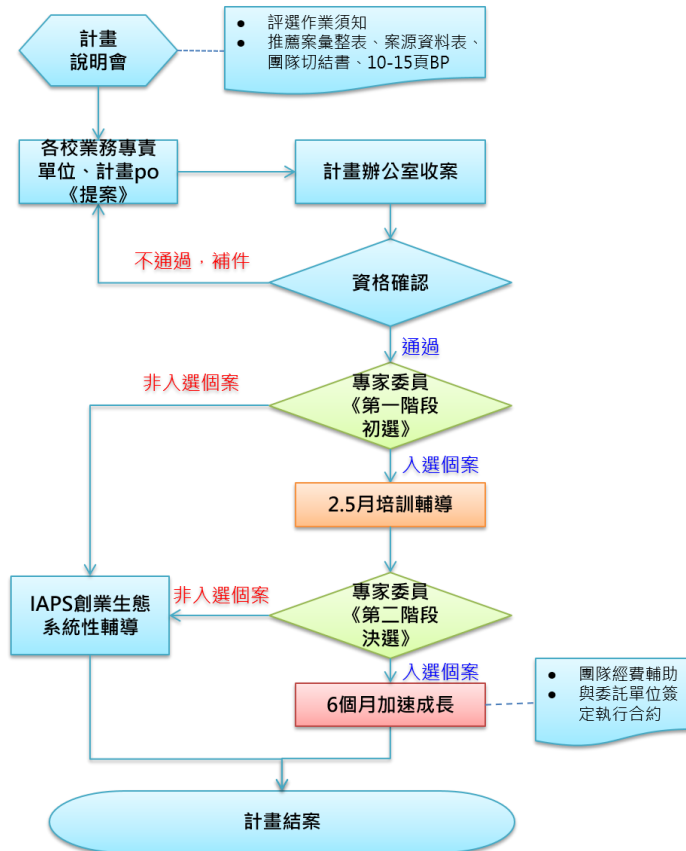 計畫
說明會
● 評選作業須知
● 推薦案彙整表、案源資料表、
團隊切結書、10-15頁BP
各校業務專責
單位、計畫po
《提案》
計畫辦公室收案
不通過，補件
資格確認
通過
非入選個案
專家委員
《第一階段
初選》
入選個案
2.5月培訓輔導
IAPS創業生態
系統性輔導
非入選個案
專家委員
《第二階段
決選》
入選個案
6個月加速成長
● 團隊經費輔助
● 與委託單位簽
定執行合約
計畫結案